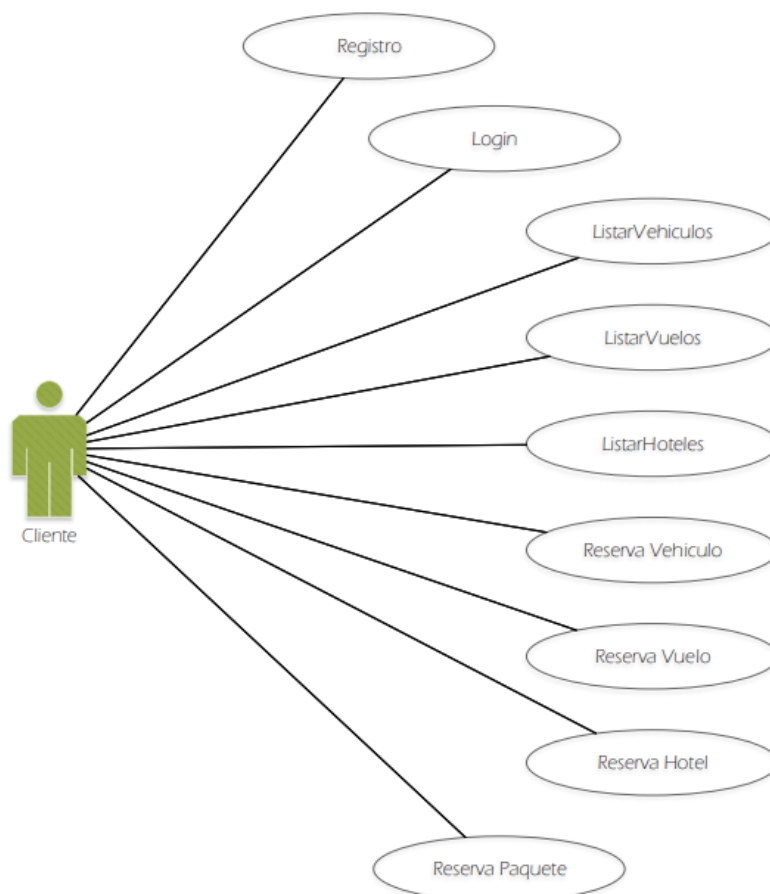 Registro
Login
ListarVehiculos
ListarVuelos
ListarHoteles
Cliente
Reserva Vehiculo
Reserva Vuelo
Reserva Hotel
Reserva Paquete